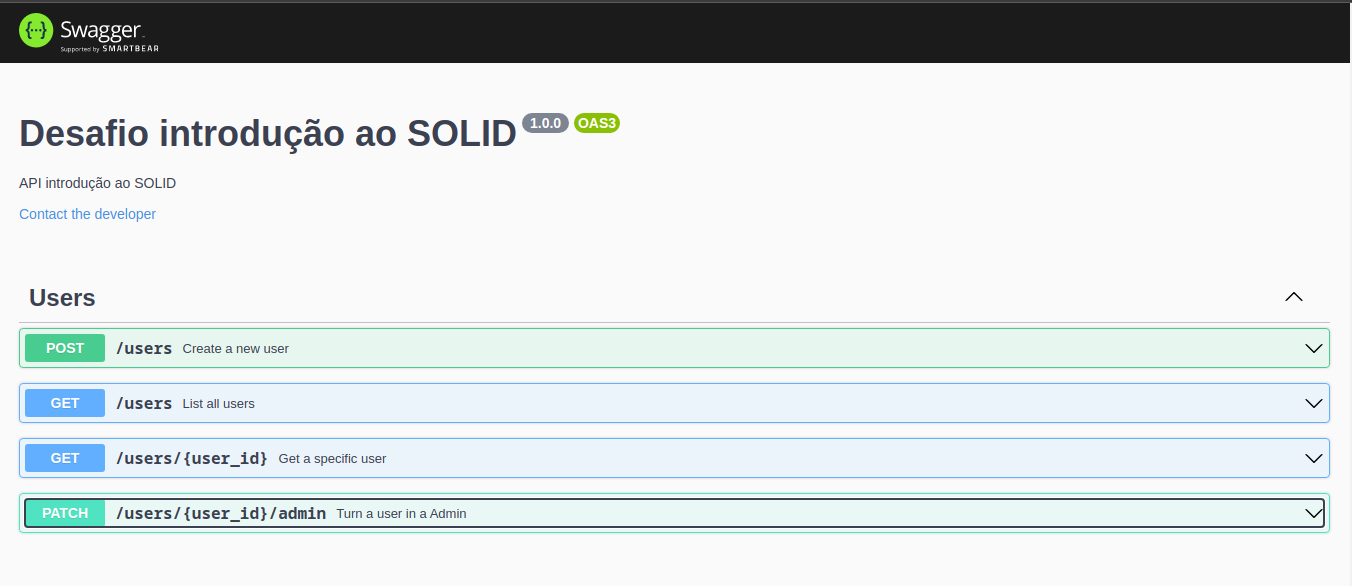 {···} Swagger
Supported by SMARTBEAR
Desafio introdução ao SOLID 1.0.0 OAS3
API introdução ao SOLID
Contact the developer
Users
POST /users Create a new user
GET /users List all users
GET /users/{user_id} Get a specific user
PATCH /users/{user_id}/admin Turn a user in a Admin